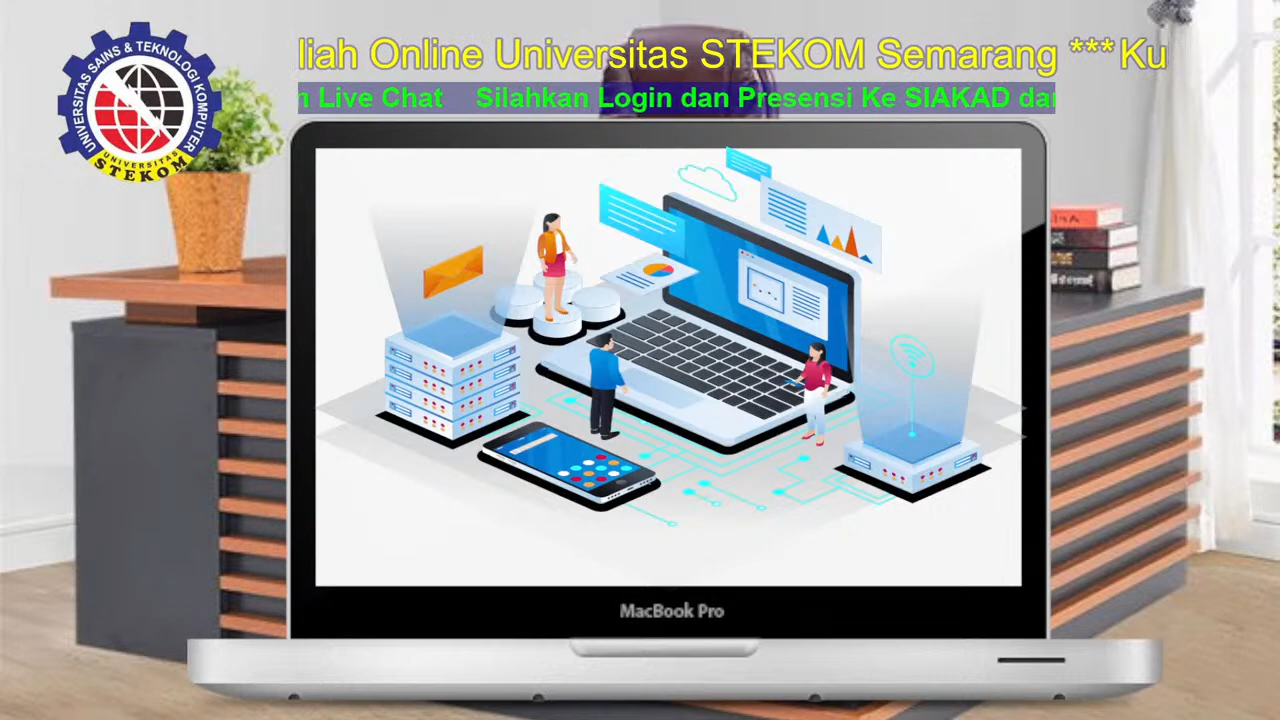 UNIVERSITAS SAINS & TEKNOLOGI KOMPUTER
UNIVERSITAS
STEKOM
liah Online Universitas STEKOM Semarang *** Ku
n Live Chat Silahkan Login dan Presensi Ke SIAKAD dan
MacBook Pro